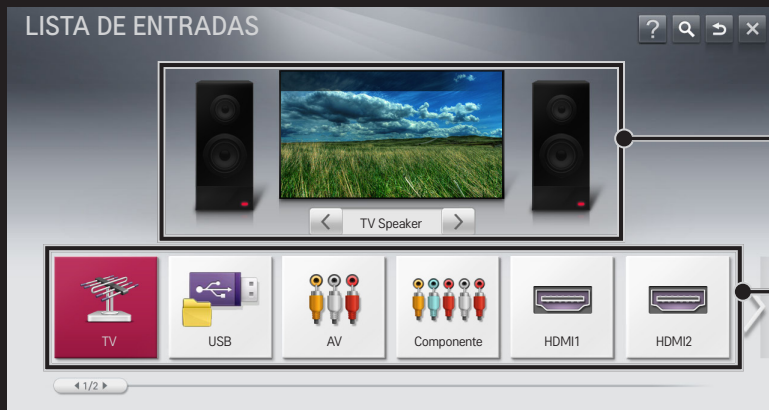 LISTA DE ENTRADAS
?
TV Speaker
TV
USB
AV
Componente
HDMI1
HDMI2
1/2